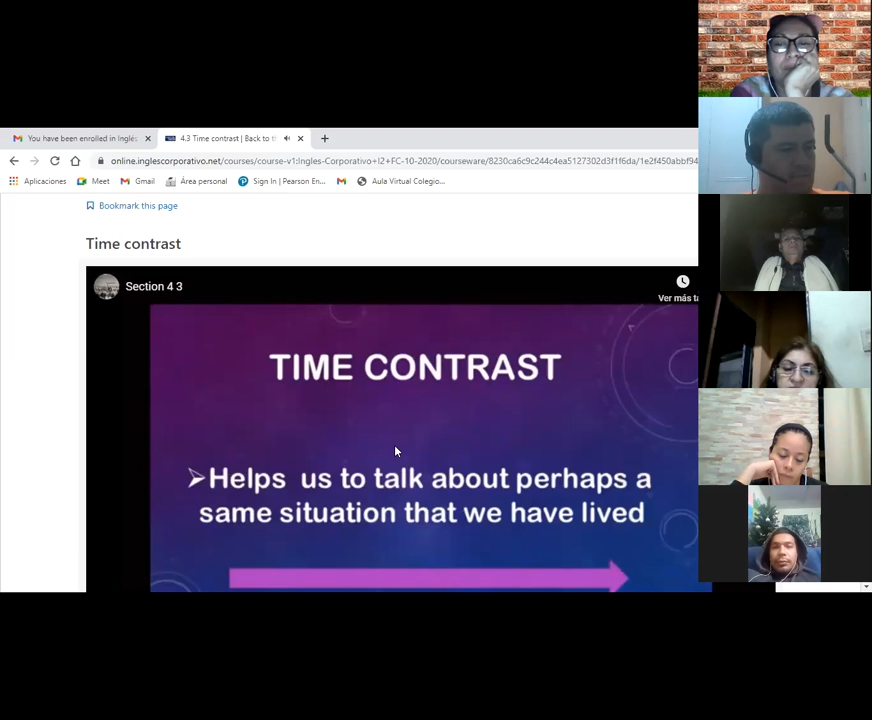 You have been enrolled in Inglé
4.3 Time contrast | Back to th
online.inglescorporativo.net/courses/course-v1:Ingles-Corporativo+I2+FC-10-2020/courseware/8230ca6c9c244c4ea5127302d3f1f6da/1e2f450abbf94
Aplicaciones
Meet
Gmail
Área personal
Sign In | Pearson En...
Aula Virtual Colegio...
Bookmark this page
Time contrast
Section 4 3
Ver más ta
TIME CONTRAST
➢Helps us to talk about perhaps a
same situation that we have lived